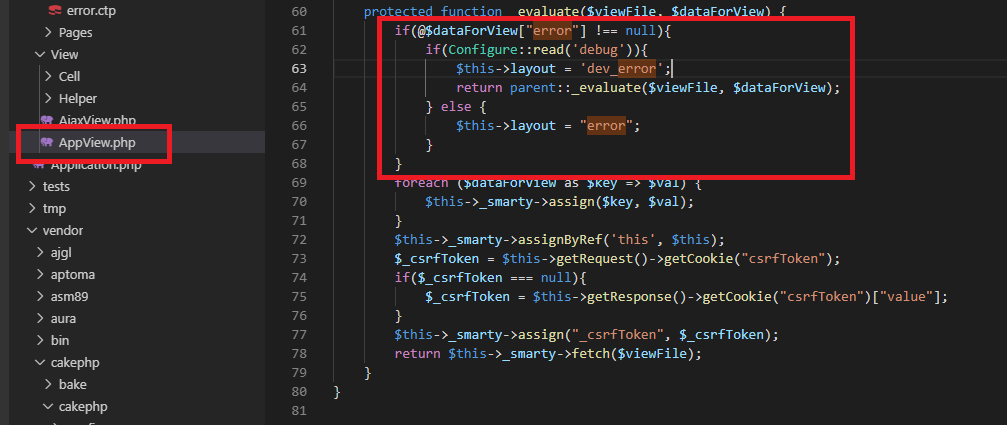 error.ctp
Pages
View
Cell
Helper
AjaxView.php
AppView.php
Application.php
tests
tmp
vendor
ajgl
aptoma
asm89
aura
bin
cakephp
bake
cakephp
60 protected function _evaluate($viewFile, $dataForView) {
61 if(@$dataForView["error"] !== null){
62 if(Configure::read('debug')){
63 $this->layout = 'dev_error';
64 return parent::_evaluate($viewFile, $dataForView);
65 } else {
66 $this->layout = "error";
67 }
68 }
69 foreach ($dataForView as $key => $val) {
70 $this->_smarty->assign($key, $val);
71 }
72 $this->_smarty->assignByRef('this', $this);
73 $_csrfToken = $this->getRequest()->getCookie("csrfToken");
74 if($_csrfToken === null){
75 $_csrfToken = $this->getResponse()->getCookie("csrfToken")["value"];
76 }
77 $this->_smarty->assign("_csrfToken", $_csrfToken);
78 return $this->_smarty->fetch($viewFile);
79 }
80 }
81